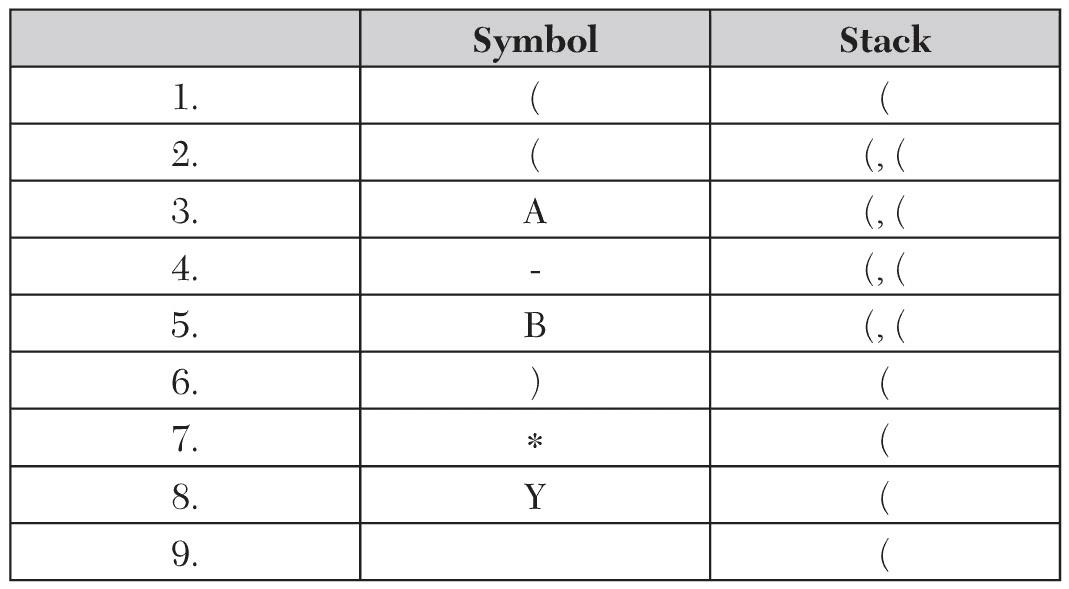 Symbol Stack
1. ( (
2. ( (, (
3. A (, (
4. - (, (
5. B (, (
6. ) (
7. * (
8. Y (
9. (